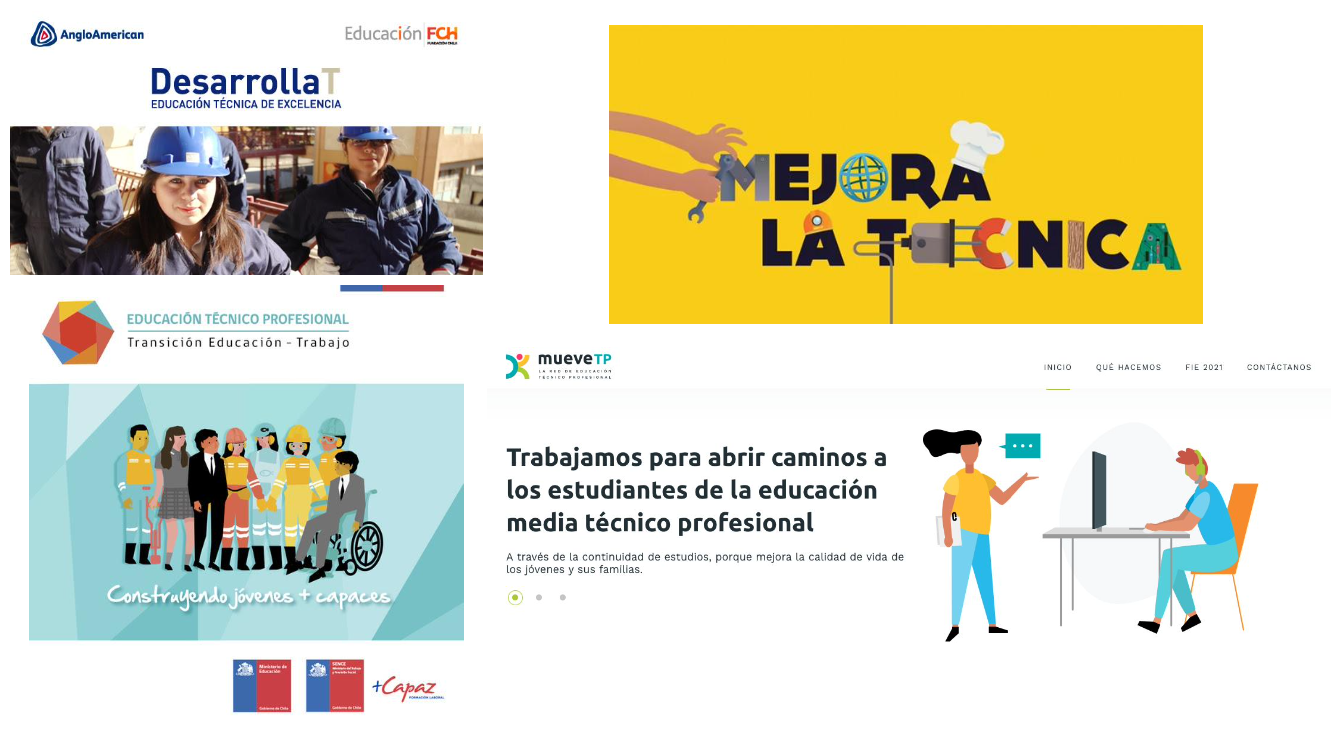 AngloAmerican
Educación FCH
FUNDACIÓN CHILE
DesarrollaT
EDUCACIÓN TÉCNICA DE EXCELENCIA
EDUCACIÓN TÉCNICO PROFESIONAL
Transición Educación - Trabajo
Construyendo jóvenes + capaces
Ministerio de
Educación
Gobierno de Chile
SENCE
Ministerio del Trabajo
y Previsión Social
Gobierno de Chile
+Capaz
FORMACIÓN LABORAL
MEJORA
LA TECNICA
mueveTP
LA RED DE EDUCACIÓN
TÉCNICO PROFESIONAL
INICIO
QUÉ HACEMOS
FIE 2021
CONTÁCTANOS
Trabajamos para abrir caminos a
los estudiantes de la educación
media técnico profesional
A través de la continuidad de estudios, porque mejora la calidad de vida de
los jóvenes y sus familias.